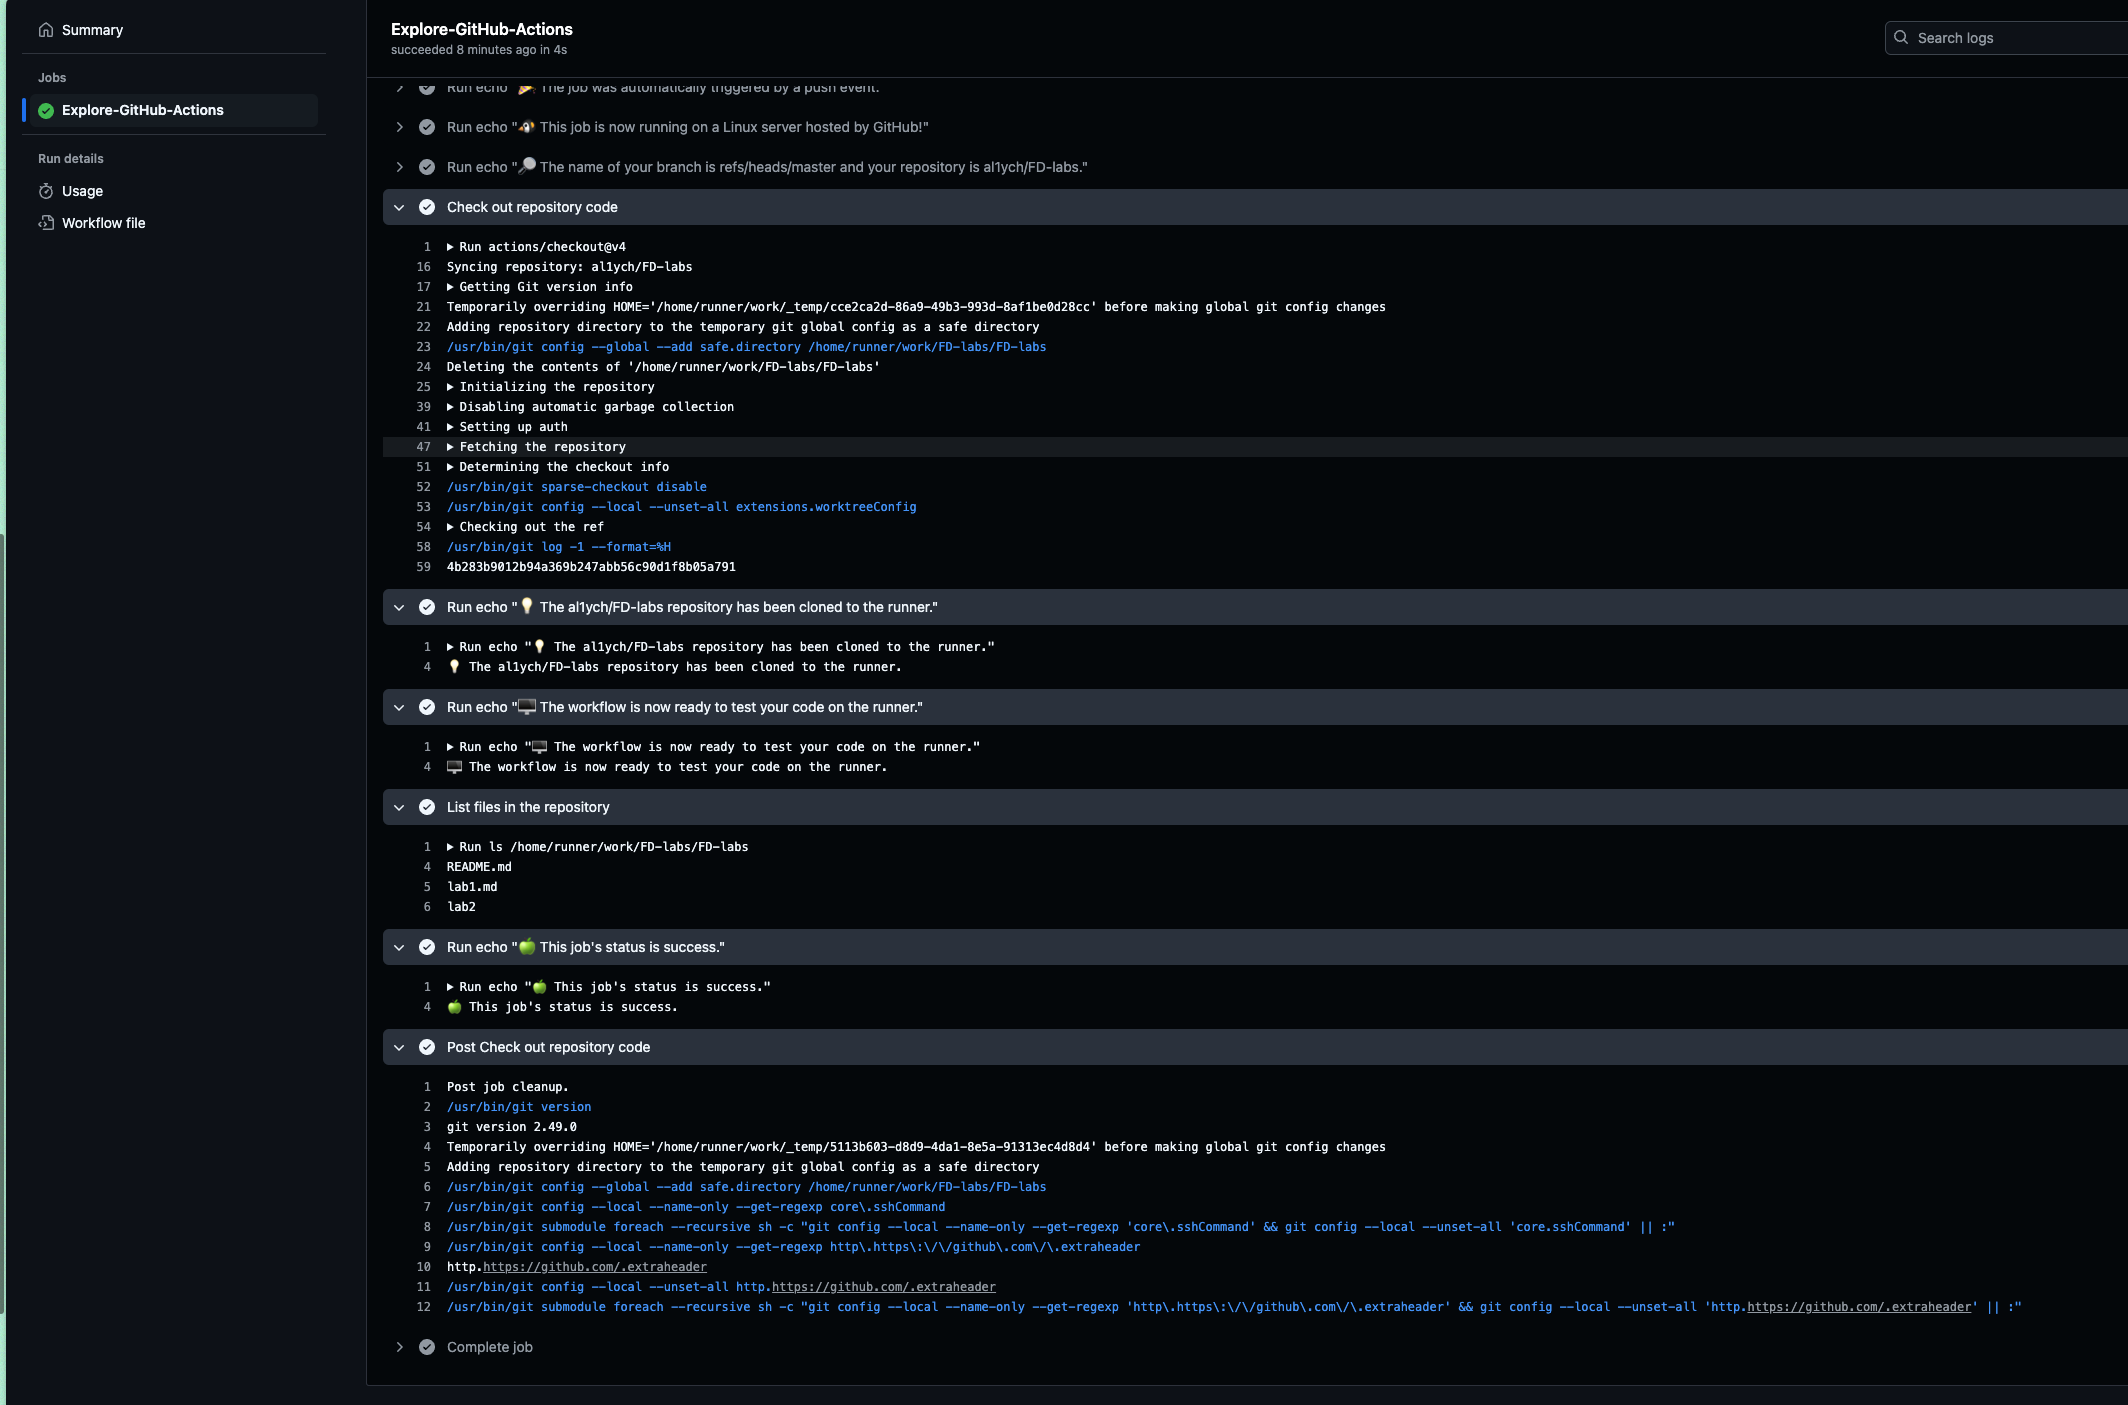 Summary
Jobs
Explore-GitHub-Actions
Run details
Usage
Workflow file
Explore-GitHub-Actions
succeeded 8 minutes ago in 4s
Search logs
Run echo "🎉 The job was automatically triggered by a push event."
Run echo "🐧 This job is now running on a Linux server hosted by GitHub!"
Run echo "🔎 The name of your branch is refs/heads/master and your repository is al1ych/FD-labs."
Check out repository code
1 ▶ Run actions/checkout@v4
16 Syncing repository: al1ych/FD-labs
17 ▶ Getting Git version info
21 Temporarily overriding HOME='/home/runner/work/_temp/cce2ca2d-86a9-49b3-993d-8af1be0d28cc' before making global git config changes
22 Adding repository directory to the temporary git global config as a safe directory
23 /usr/bin/git config --global --add safe.directory /home/runner/work/FD-labs/FD-labs
24 Deleting the contents of '/home/runner/work/FD-labs/FD-labs'
25 ▶ Initializing the repository
39 ▶ Disabling automatic garbage collection
41 ▶ Setting up auth
47 ▶ Fetching the repository
51 ▶ Determining the checkout info
52 /usr/bin/git sparse-checkout disable
53 /usr/bin/git config --local --unset-all extensions.worktreeConfig
54 ▶ Checking out the ref
58 /usr/bin/git log -1 --format=%H
59 4b283b9012b94a369b247abb56c90d1f8b05a791
Run echo "💡 The al1ych/FD-labs repository has been cloned to the runner."
1 ▶ Run echo "💡 The al1ych/FD-labs repository has been cloned to the runner."
4 💡 The al1ych/FD-labs repository has been cloned to the runner.
Run echo "🖥️ The workflow is now ready to test your code on the runner."
1 ▶ Run echo "🖥️ The workflow is now ready to test your code on the runner."
4 🖥️ The workflow is now ready to test your code on the runner.
List files in the repository
1 ▶ Run ls /home/runner/work/FD-labs/FD-labs
4 README.md
5 lab1.md
6 lab2
Run echo "🍏 This job's status is success."
1 ▶ Run echo "🍏 This job's status is success."
4 🍏 This job's status is success.
Post Check out repository code
1 Post job cleanup.
2 /usr/bin/git version
3 git version 2.49.0
4 Temporarily overriding HOME='/home/runner/work/_temp/5113b603-d8d9-4da1-8e5a-91313ec4d8d4' before making global git config changes
5 Adding repository directory to the temporary git global config as a safe directory
6 /usr/bin/git config --global --add safe.directory /home/runner/work/FD-labs/FD-labs
7 /usr/bin/git config --local --name-only --get-regexp core\.sshCommand
8 /usr/bin/git submodule foreach --recursive sh -c "git config --local --name-only --get-regexp 'core\.sshCommand' && git config --local --unset-all 'core.sshCommand' || :"
9 /usr/bin/git config --local --name-only --get-regexp http\.https\:\/\/github\.com\/\.extraheader
10 http.https://github.com/.extraheader
11 /usr/bin/git config --local --unset-all http.https://github.com/.extraheader
12 /usr/bin/git submodule foreach --recursive sh -c "git config --local --name-only --get-regexp 'http\.https\:\/\/github\.com\/\.extraheader' && git config --local --unset-all 'http.https://github.com/.extraheader' || :"
Complete job